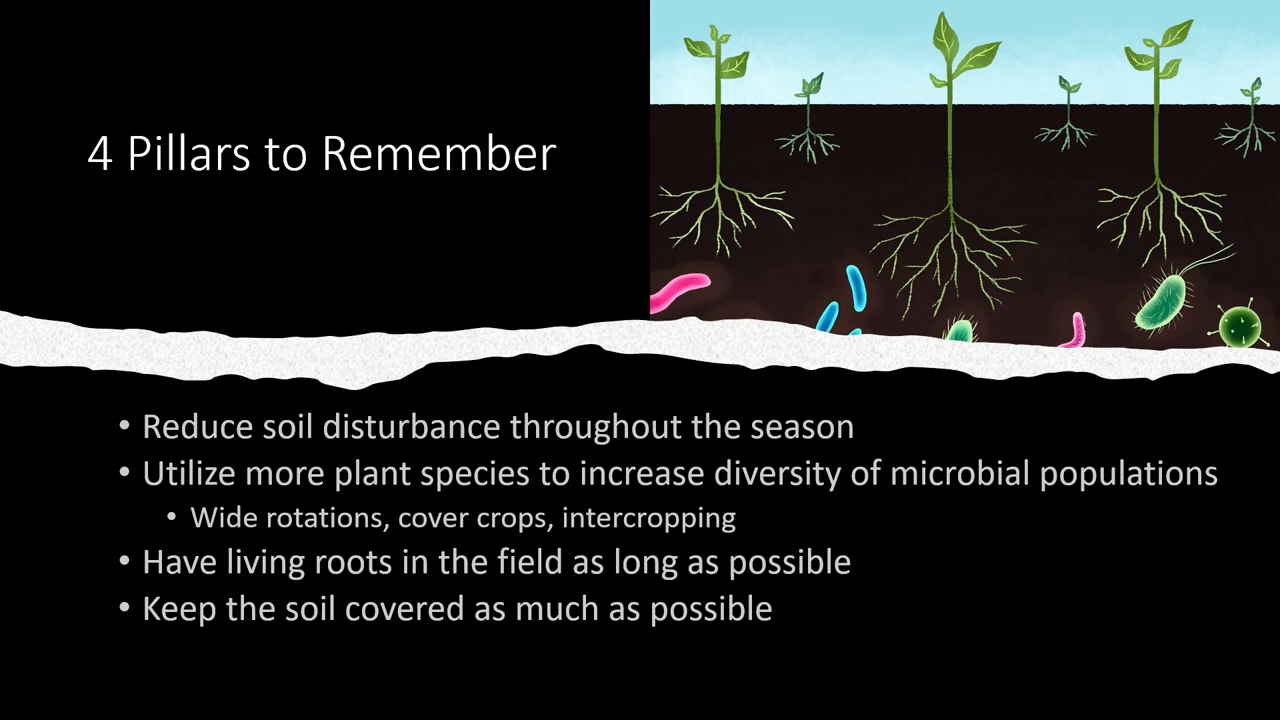 4 Pillars to Remember
• Reduce soil disturbance throughout the season
• Utilize more plant species to increase diversity of microbial populations
• Wide rotations, cover crops, intercropping
• Have living roots in the field as long as possible
• Keep the soil covered as much as possible